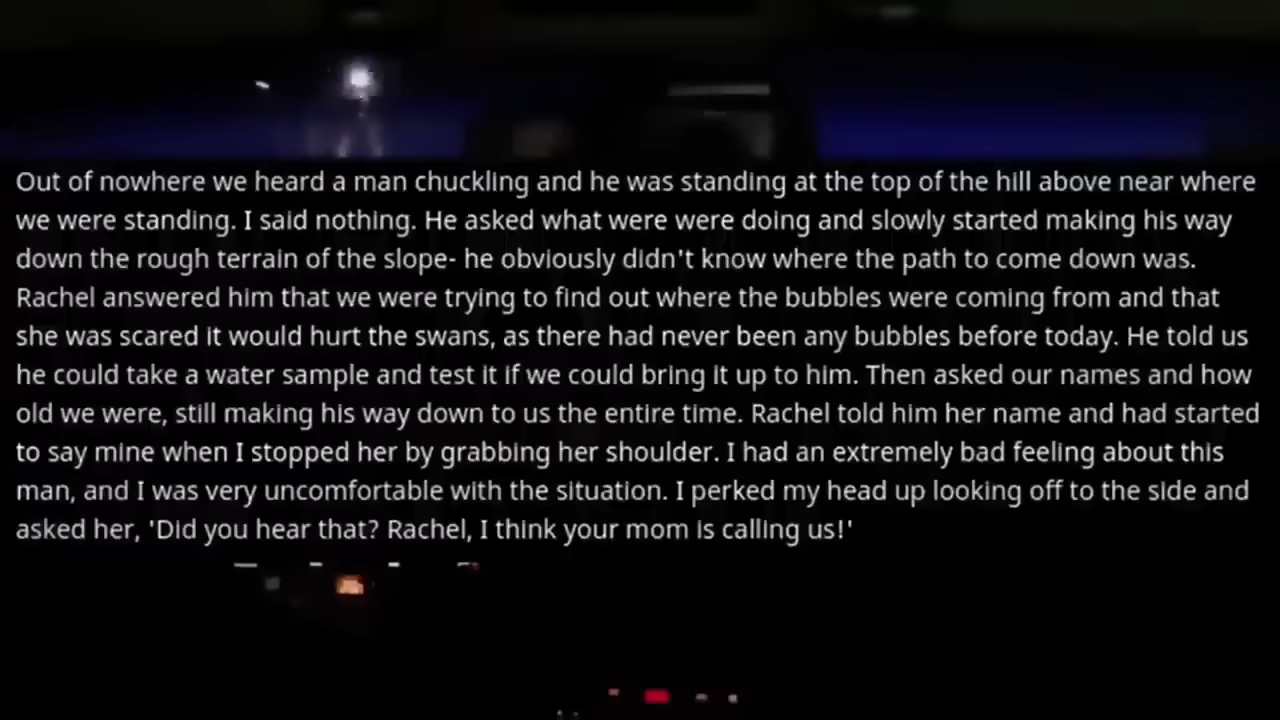 Out of nowhere we heard a man chuckling and he was standing at the top of the hill above near where
we were standing. I said nothing. He asked what were were doing and slowly started making his way
down the rough terrain of the slope- he obviously didn't know where the path to come down was.
Rachel answered him that we were trying to find out where the bubbles were coming from and that
she was scared it would hurt the swans, as there had never been any bubbles before today. He told us
he could take a water sample and test it if we could bring it up to him. Then asked our names and how
old we were, still making his way down to us the entire time. Rachel told him her name and had started
to say mine when I stopped her by grabbing her shoulder. I had an extremely bad feeling about this
man, and I was very uncomfortable with the situation. I perked my head up looking off to the side and
asked her, 'Did you hear that? Rachel, I think your mom is calling us!'